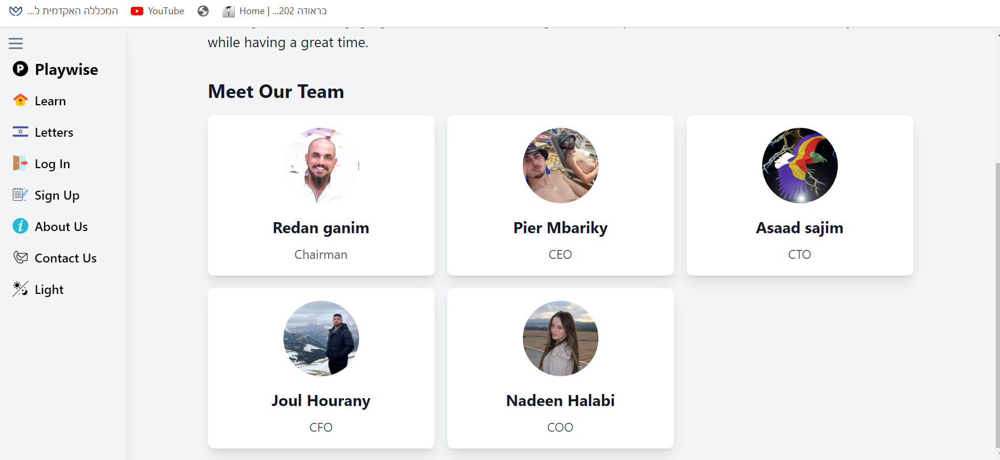 המכללה האקדמית ל...
YouTube
Home | ...202 בראודה
while having a great time.
Playwise
Learn
Letters
Log In
Sign Up
About Us
Contact Us
Light
Meet Our Team
Redan ganim
Chairman
Pier Mbariky
CEO
Asaad sajim
CTO
Joul Hourany
CFO
Nadeen Halabi
COO